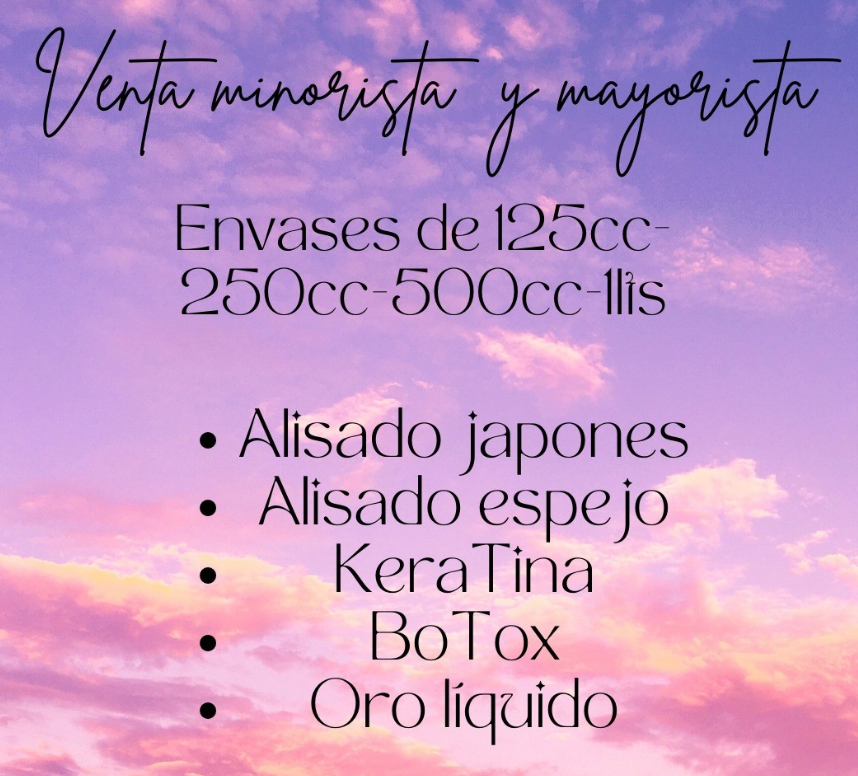 Venta minorista y mayorista
Envases de 125cc-
250cc-500cc-1lts
• Alisado japones
• Alisado espejo
• KeraTina
• BoTox
• Oro líquido